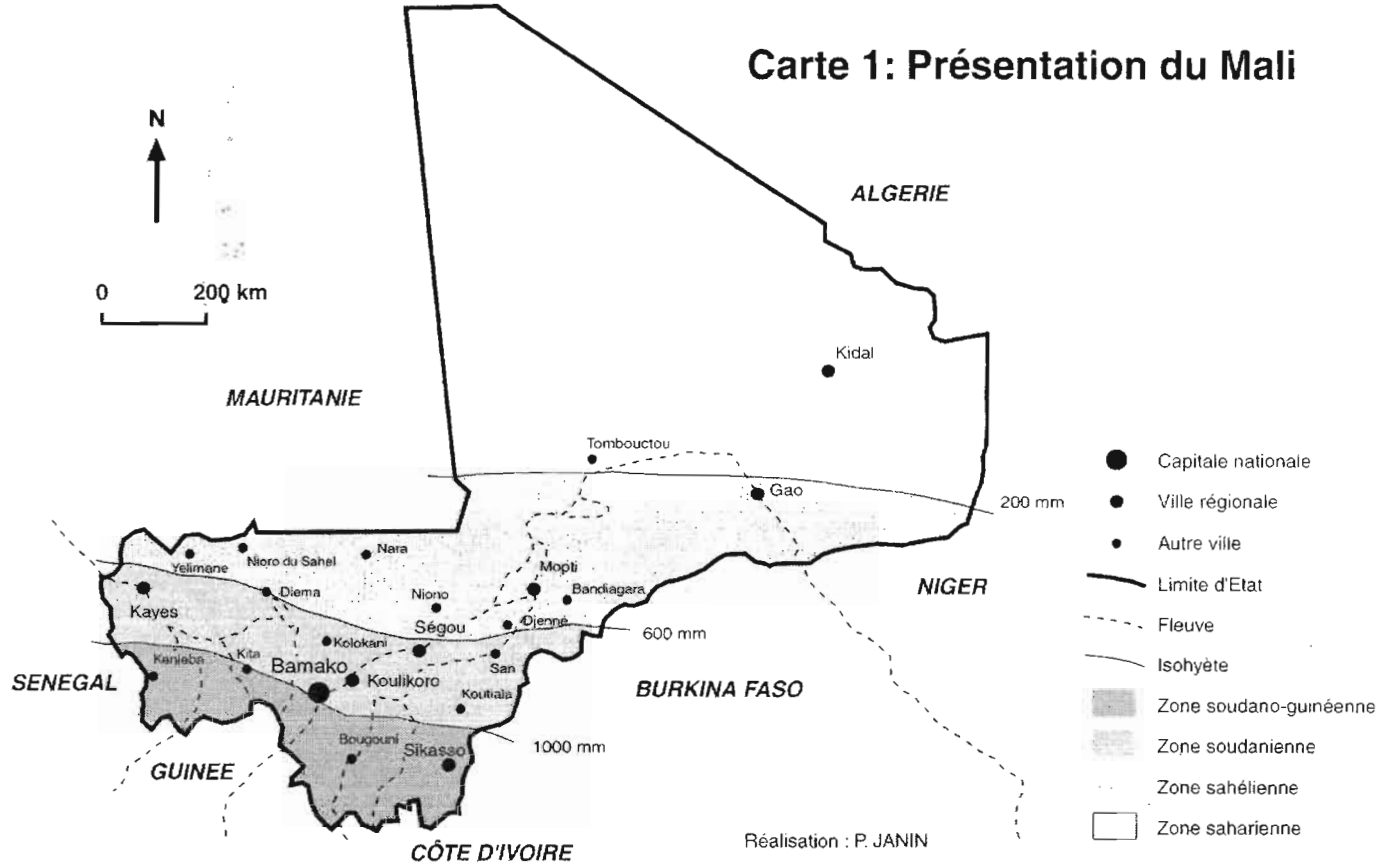 Carte 1: Présentation du Mali
N
0 200 km
ALGERIE
MAURITANIE
Kidal
Tombouctou
Gao
200 mm
Yelimane
Nioro du Sahel
Nara
Mopti
Kayes
Diema
Niono
Bandiagara
NIGER
Ségou
Djenné
600 mm
Kolokani
Kenieba
Kita
Bamako
San
SENEGAL
Koulikoro
BURKINA FASO
Koutiala
Bougouni
Sikasso
1000 mm
GUINEE
CÔTE D'IVOIRE
Capitale nationale
Ville régionale
Autre ville
Limite d'Etat
Fleuve
Isohyète
Zone soudano-guinéenne
Zone soudanienne
Zone sahélienne
Zone saharienne
Réalisation : P. JANIN